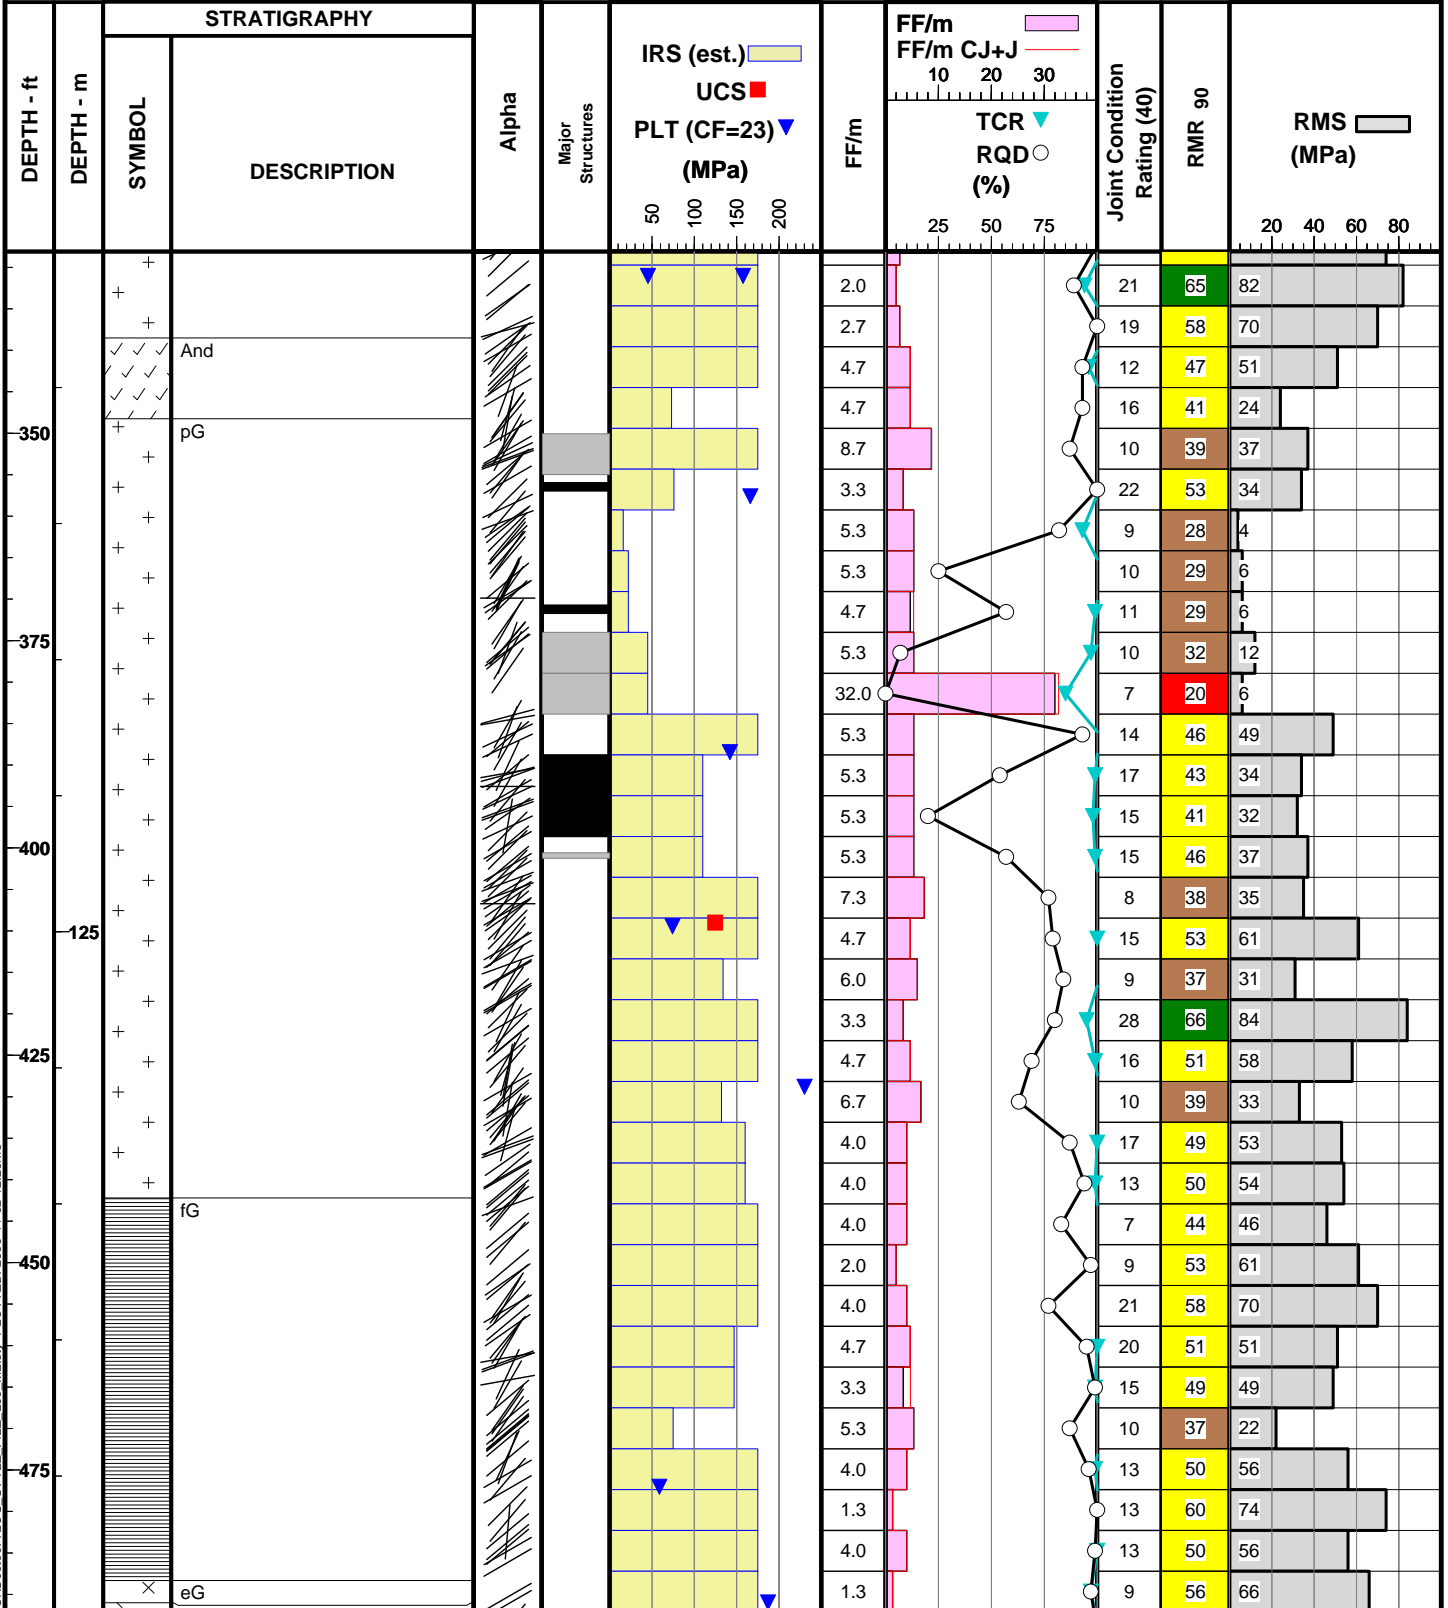 STRATIGRAPHY
DEPTH - ft
DEPTH - m
SYMBOL
DESCRIPTION
Alpha
Major
Structures
IRS (est.)
UCS
PLT (CF=23)
(MPa)
50 100 150 200
FF/m
FF/m
FF/m CJ+J
10 20 30
TCR
RQD
(%)
25 50 75
Joint Condition
Rating (40)
RMR 90
RMS
(MPa)
20 40 60 80
2.0 21 65 82
2.7 19 58 70
And
4.7 12 47 51
4.7 16 41 24
350 pG
8.7 10 39 37
3.3 22 53 34
5.3 9 28 4
5.3 10 29 6
4.7 11 29 6
375
5.3 10 32 12
32.0 7 20 6
5.3 14 46 49
5.3 17 43 34
5.3 15 41 32
400
5.3 15 46 37
7.3 8 38 35
125
4.7 15 53 61
6.0 9 37 31
3.3 28 66 84
425
4.7 16 51 58
6.7 10 39 33
4.0 17 49 53
4.0 13 50 54
fG
4.0 7 44 46
450
2.0 9 53 61
4.0 21 58 70
4.7 20 51 51
3.3 15 49 49
5.3 10 37 22
475
4.0 13 50 56
1.3 13 60 74
4.0 13 50 56
eG
1.3 9 56 66